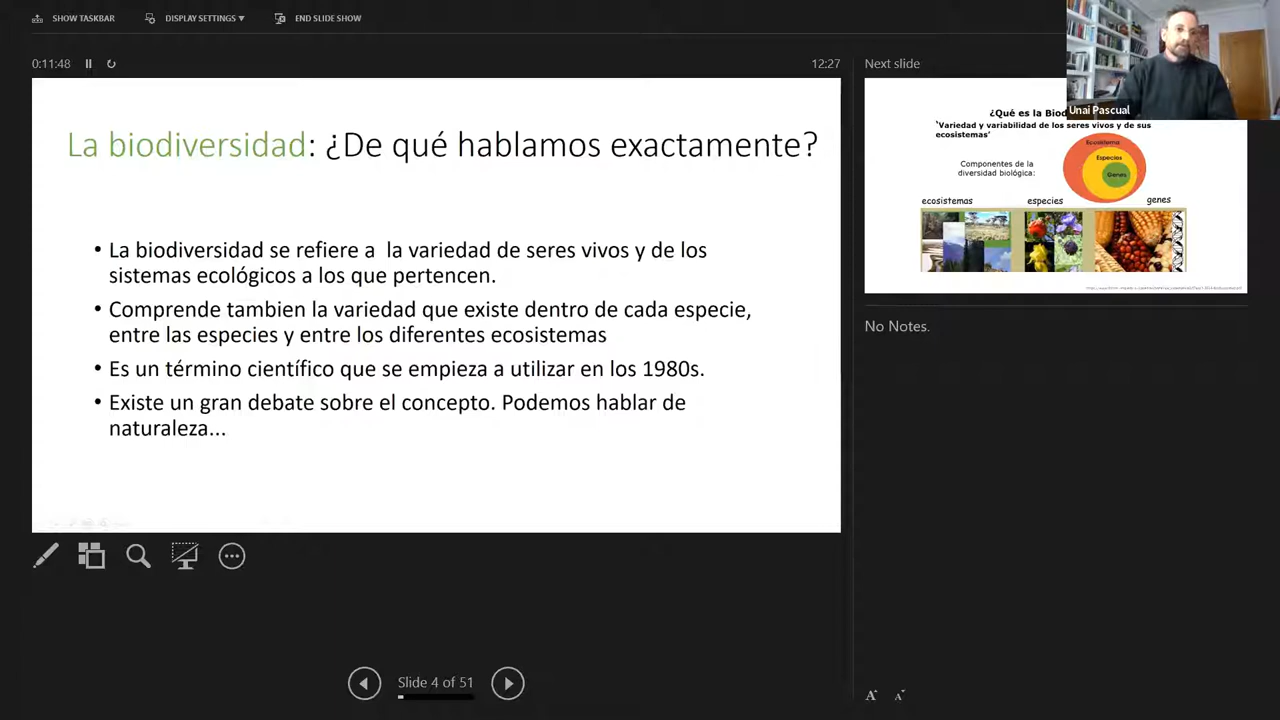 SHOW TASKBAR
DISPLAY SETTINGS
END SLIDE SHOW
0:11:48
12:27
La biodiversidad: ¿De qué hablamos exactamente?
• La biodiversidad se refiere a  la variedad de seres vivos y de los
sistemas ecológicos a los que pertencen.
• Comprende tambien la variedad que existe dentro de cada especie,
entre las especies y entre los diferentes ecosistemas
• Es un término científico que se empieza a utilizar en los 1980s.
• Existe un gran debate sobre el concepto. Podemos hablar de
naturaleza...
Slide 4 of 51
Next slide
Unai Pascual
¿Qué es la
'Variedad y variabilidad de los seres vivos y de sus
ecosistemas'
Componentes de la
diversidad biológica:
Ecosistema
Especies
Genes
ecosistemas
especies
genes
No Notes.
A
A